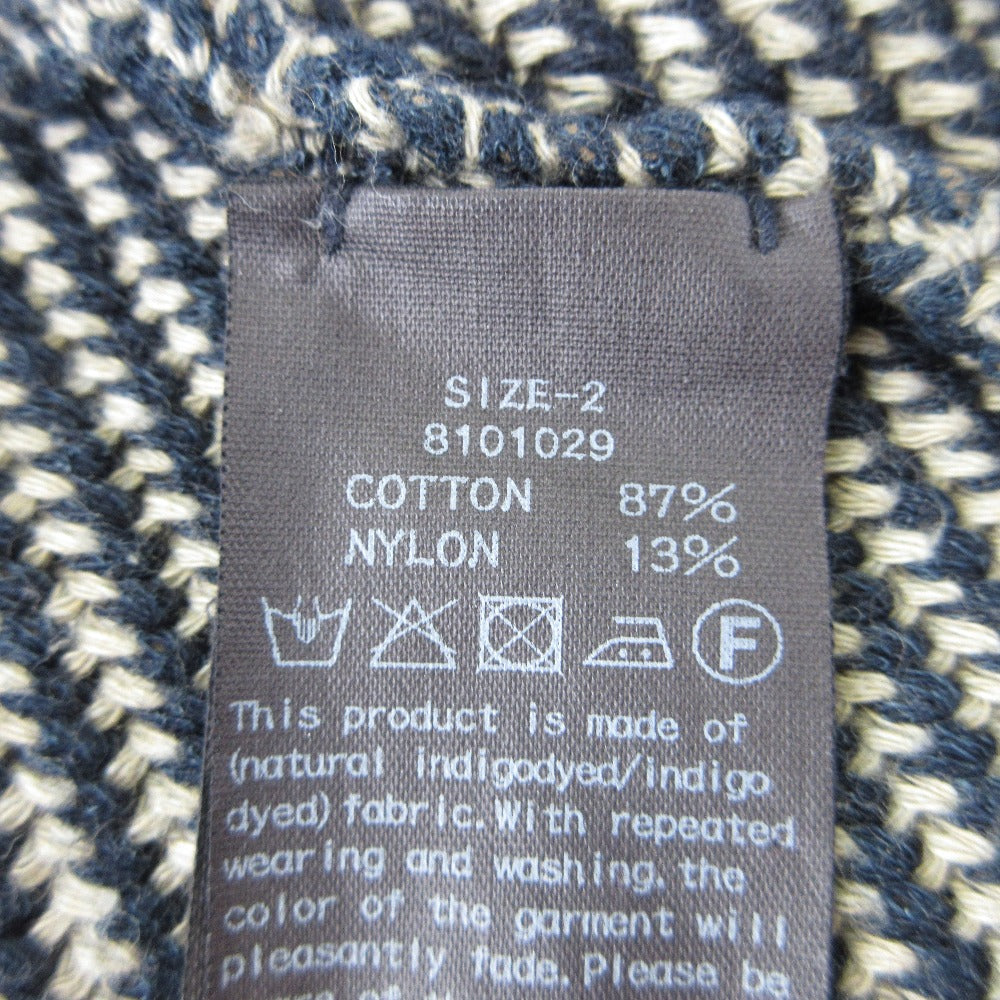 SIZE-2
8101029
COTTON 87%
NYLON 13%
F
This product is made of
(natural indigodyed/indigo
dyed) fabric.With repeated
wearing and washing, the
color of the garment will
pleasantly fade.Please be